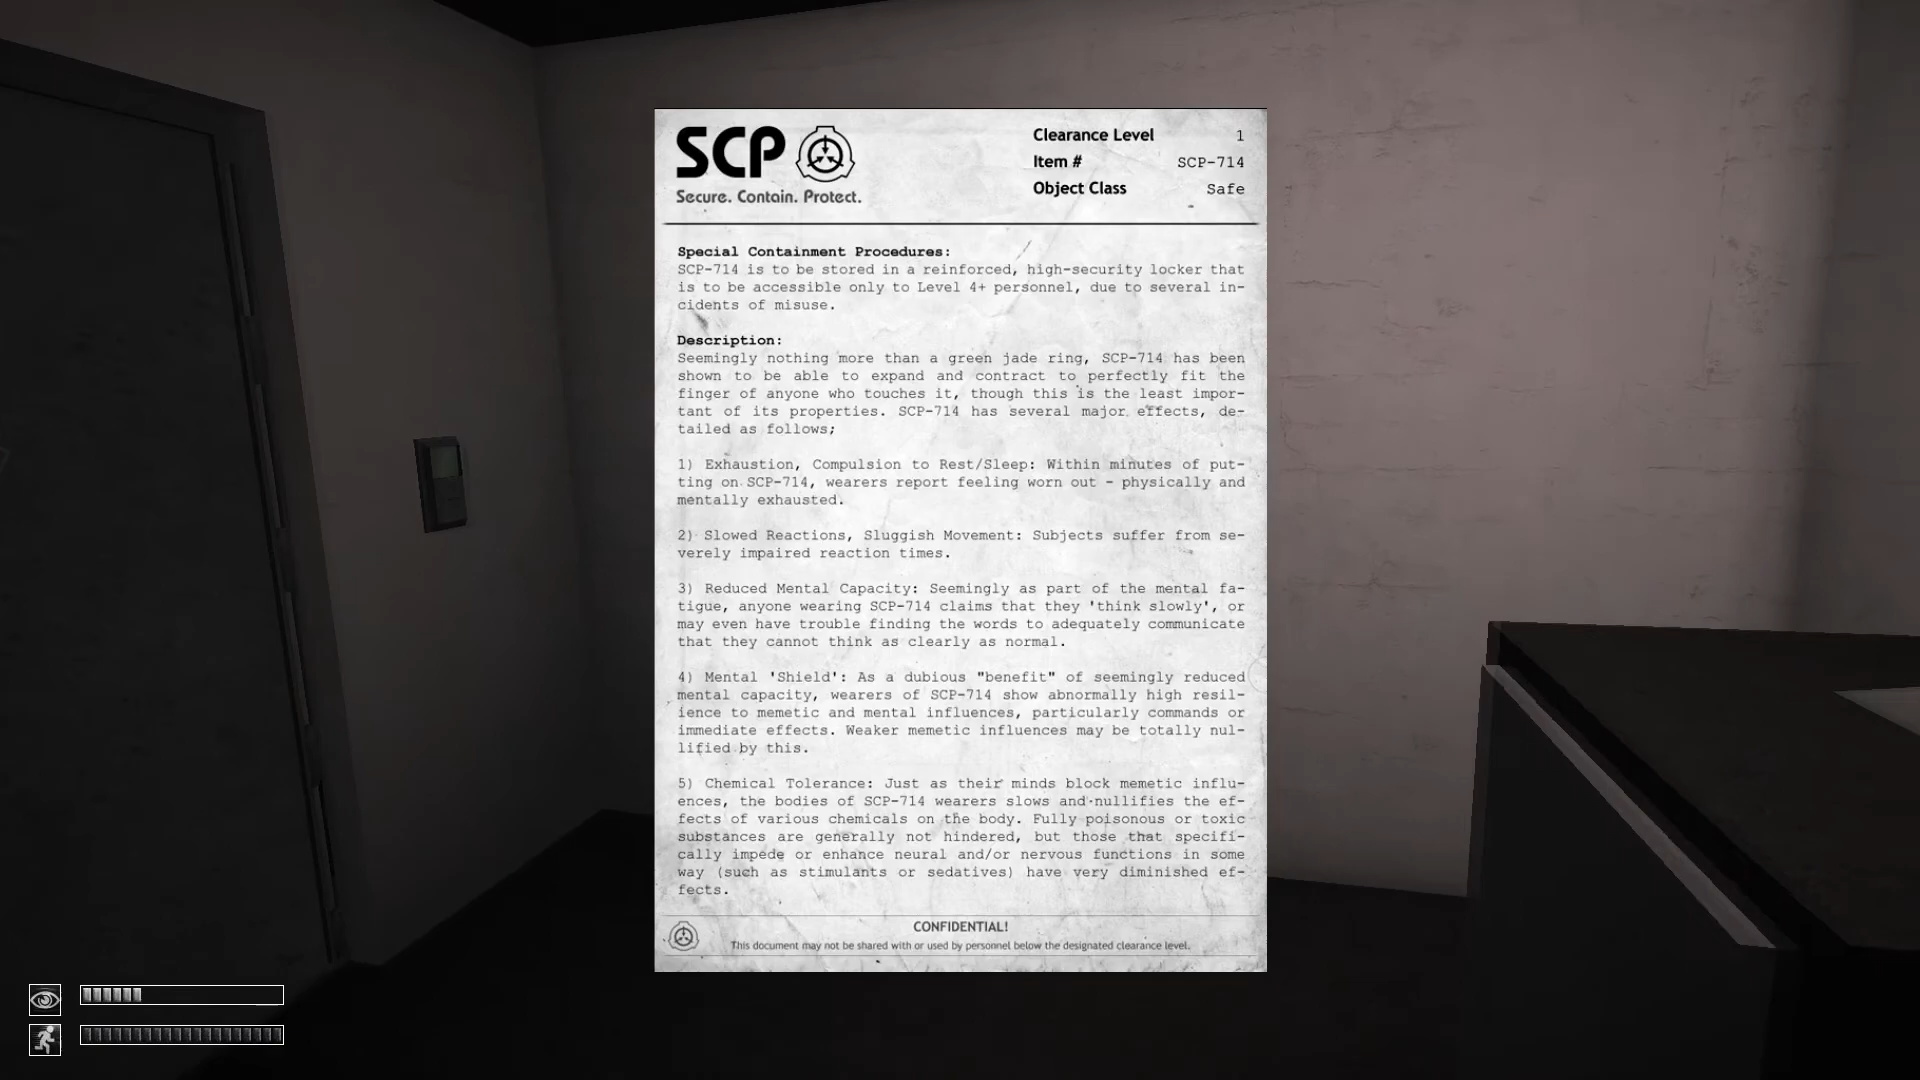 SCP
Secure. Contain. Protect.
Clearance Level 1
Item # SCP-714
Object Class Safe
Special Containment Procedures:
SCP-714 is to be stored in a reinforced, high-security locker that
is to be accessible only to Level 4+ personnel, due to several in-
cidents of misuse.
Description:
Seemingly nothing more than a green jade ring, SCP-714 has been
shown to be able to expand and contract to perfectly fit the
finger of anyone who touches it, though this is the least impor-
tant of its properties. SCP-714 has several major effects, de-
tailed as follows;
1) Exhaustion, Compulsion to Rest/Sleep: Within minutes of put-
ting on SCP-714, wearers report feeling worn out - physically and
mentally exhausted.
2) Slowed Reactions, Sluggish Movement: Subjects suffer from se-
verely impaired reaction times.
3) Reduced Mental Capacity: Seemingly as part of the mental fa-
tigue, anyone wearing SCP-714 claims that they 'think slowly', or
may even have trouble finding the words to adequately communicate
that they cannot think as clearly as normal.
4) Mental 'Shield': As a dubious "benefit" of seemingly reduced
mental capacity, wearers of SCP-714 show abnormally high resil-
ience to memetic and mental influences, particularly commands or
immediate effects. Weaker memetic influences may be totally nul-
lified by this.
5) Chemical Tolerance: Just as their minds block memetic influ-
ences, the bodies of SCP-714 wearers slows and nullifies the ef-
fects of various chemicals on the body. Fully poisonous or toxic
substances are generally not hindered, but those that specifi-
cally impede or enhance neural and/or nervous functions in some
way (such as stimulants or sedatives) have very diminished ef-
fects.
CONFIDENTIAL!
This document may not be shared with or used by personnel below the designated clearance level.